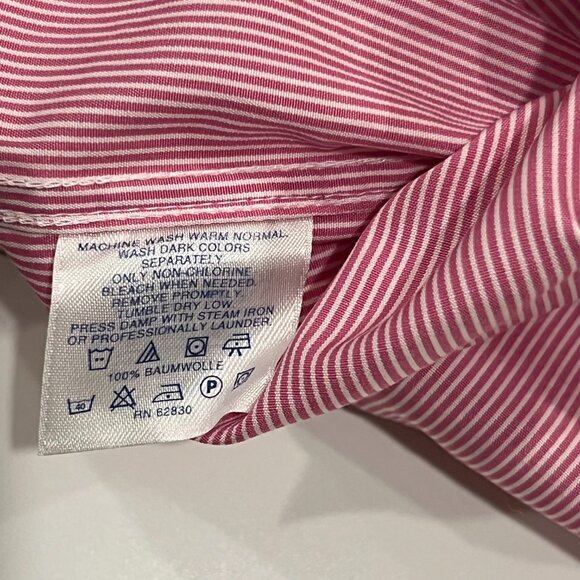 MACHINE WASH WARM NORMAL.
WASH DARK COLORS
SEPARATELY.
ONLY NON-CHLORINE
BLEACH WHEN NEEDED.
REMOVE PROMPTLY.
TUMBLE DRY LOW.
PRESS DAMP WITH STEAM IRON
OR PROFESSIONALLY LAUNDER.
100% BAUMWOLLE
40 P
RN 62830